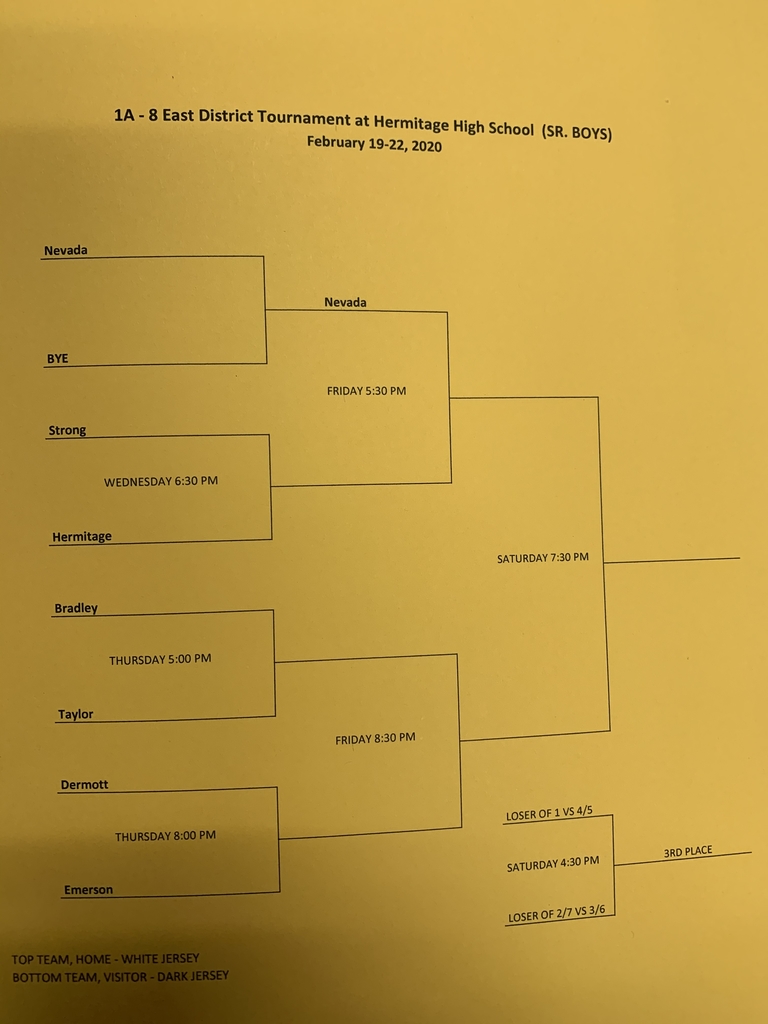 1A - 8 East District Tournament at Hermitage High School (SR. BOYS)
February 19-22, 2020
Nevada
Nevada
BYE
FRIDAY 5:30 PM
Strong
WEDNESDAY 6:30 PM
Hermitage
SATURDAY 7:30 PM
Bradley
THURSDAY 5:00 PM
Taylor
FRIDAY 8:30 PM
Dermott
THURSDAY 8:00 PM
Emerson
LOSER OF 1 VS 4/5
SATURDAY 4:30 PM
3RD PLACE
LOSER OF 2/7 VS 3/6
TOP TEAM, HOME - WHITE JERSEY
BOTTOM TEAM, VISITOR - DARK JERSEY